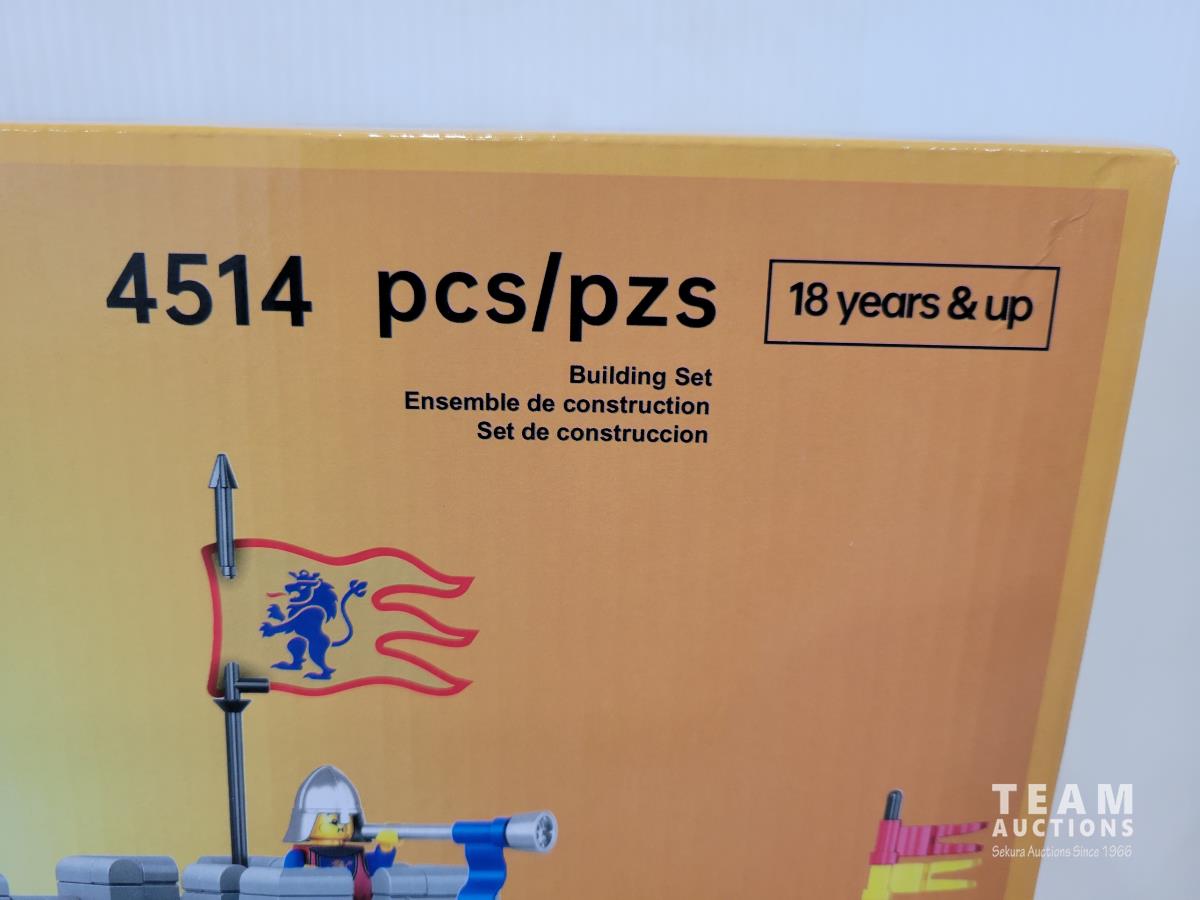 4514 pcs/pzs
18 years & up
Building Set
Ensemble de construction
Set de construccion
TEAM
AUCTIONS
Sekura Auctions Since 1966